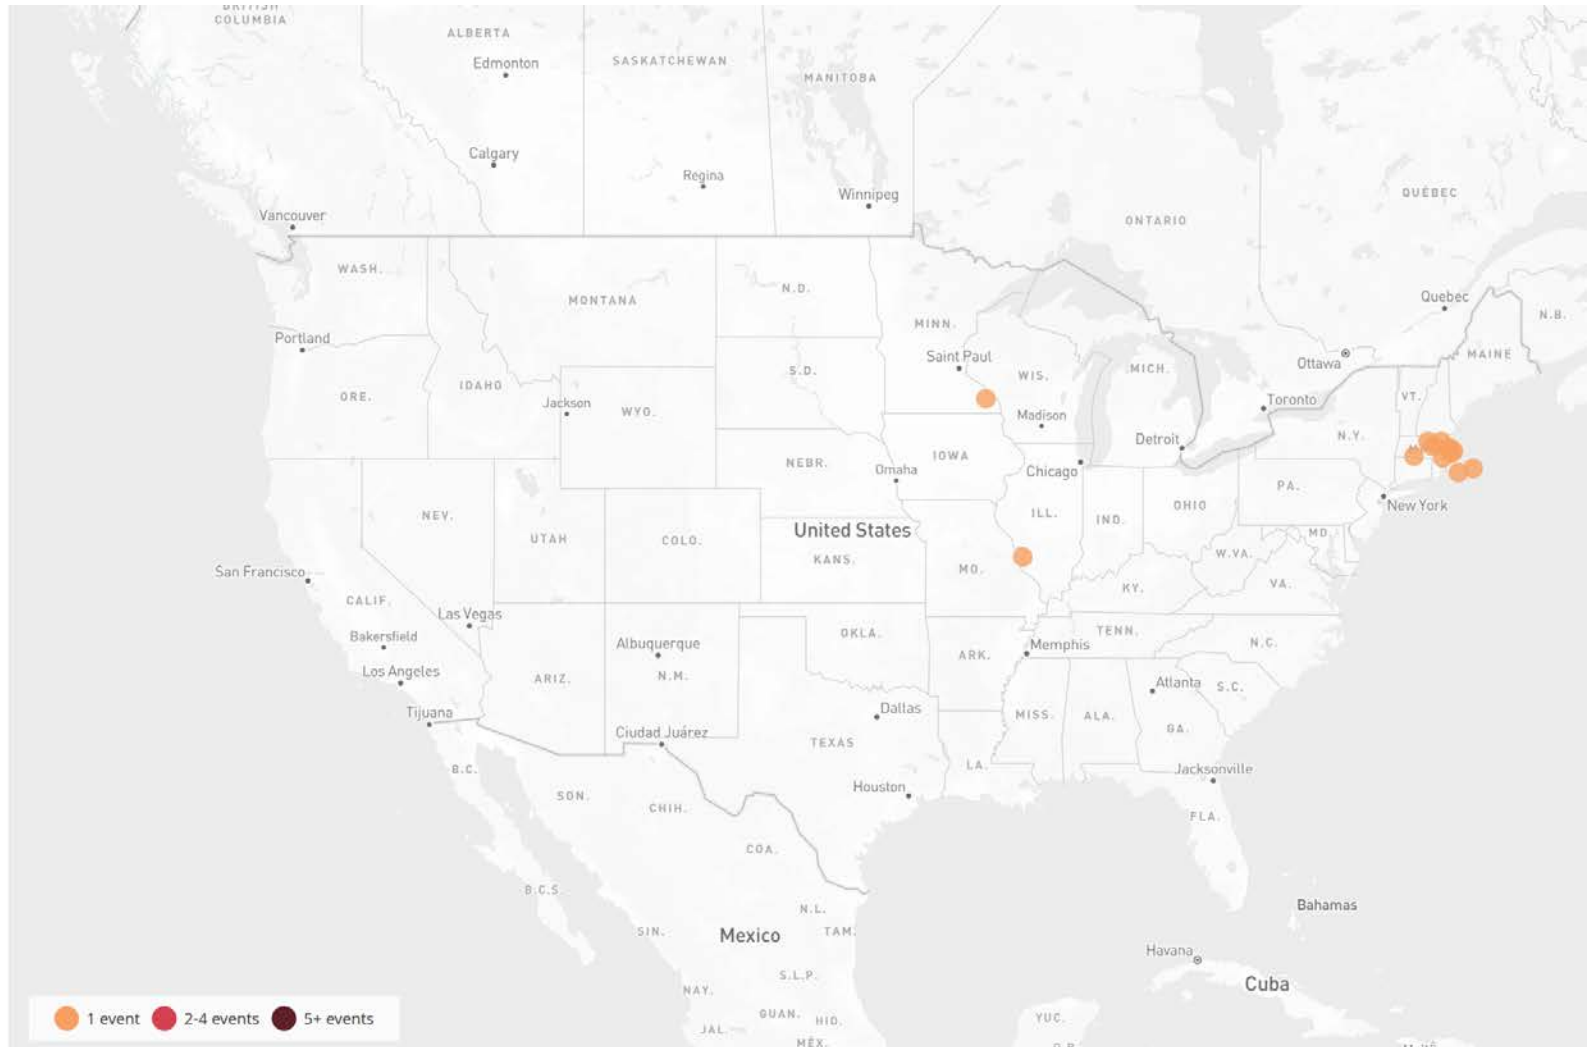 BRITISH
COLUMBIA
ALBERTA
Edmonton
SASKATCHEWAN
MANITOBA
Calgary
Regina
Winnipeg
QUÉBEC
Vancouver
ONTARIO
WASH.
MONTANA
N.D.
Quebec
N.B.
MINN.
Portland
Saint Paul
Ottawa
MAINE
S.D.
WIS.
MICH.
IDAHO
ORE.
Jackson
WYO.
VT.
Toronto
Madison
N.Y.
Detroit
IOWA
NEBR.
Omaha
Chicago
PA.
New York
NEV.
ILL.
IND.
OHIO
United States
UTAH
COLO.
KANS.
MD.
W.VA.
San Francisco
MO.
VA.
CALIF.
KY.
Las Vegas
Bakersfield
Albuquerque
OKLA.
TENN.
Memphis
N.C.
ARK.
Los Angeles
ARIZ.
N.M.
Atlanta
S.C.
Tijuana
Dallas
MISS.
ALA.
GA.
Ciudad Juárez
TEXAS
B.C.
LA.
Jacksonville
Houston
SON.
CHIH.
FLA.
COA.
B.C.S.
N.L.
Bahamas
SIN.
Mexico
TAM.
Havana
S.L.P.
Cuba
NAY.
GUAN.
HID.
YUC.
1 event
2-4 events
5+ events
JAL.
MÉX.